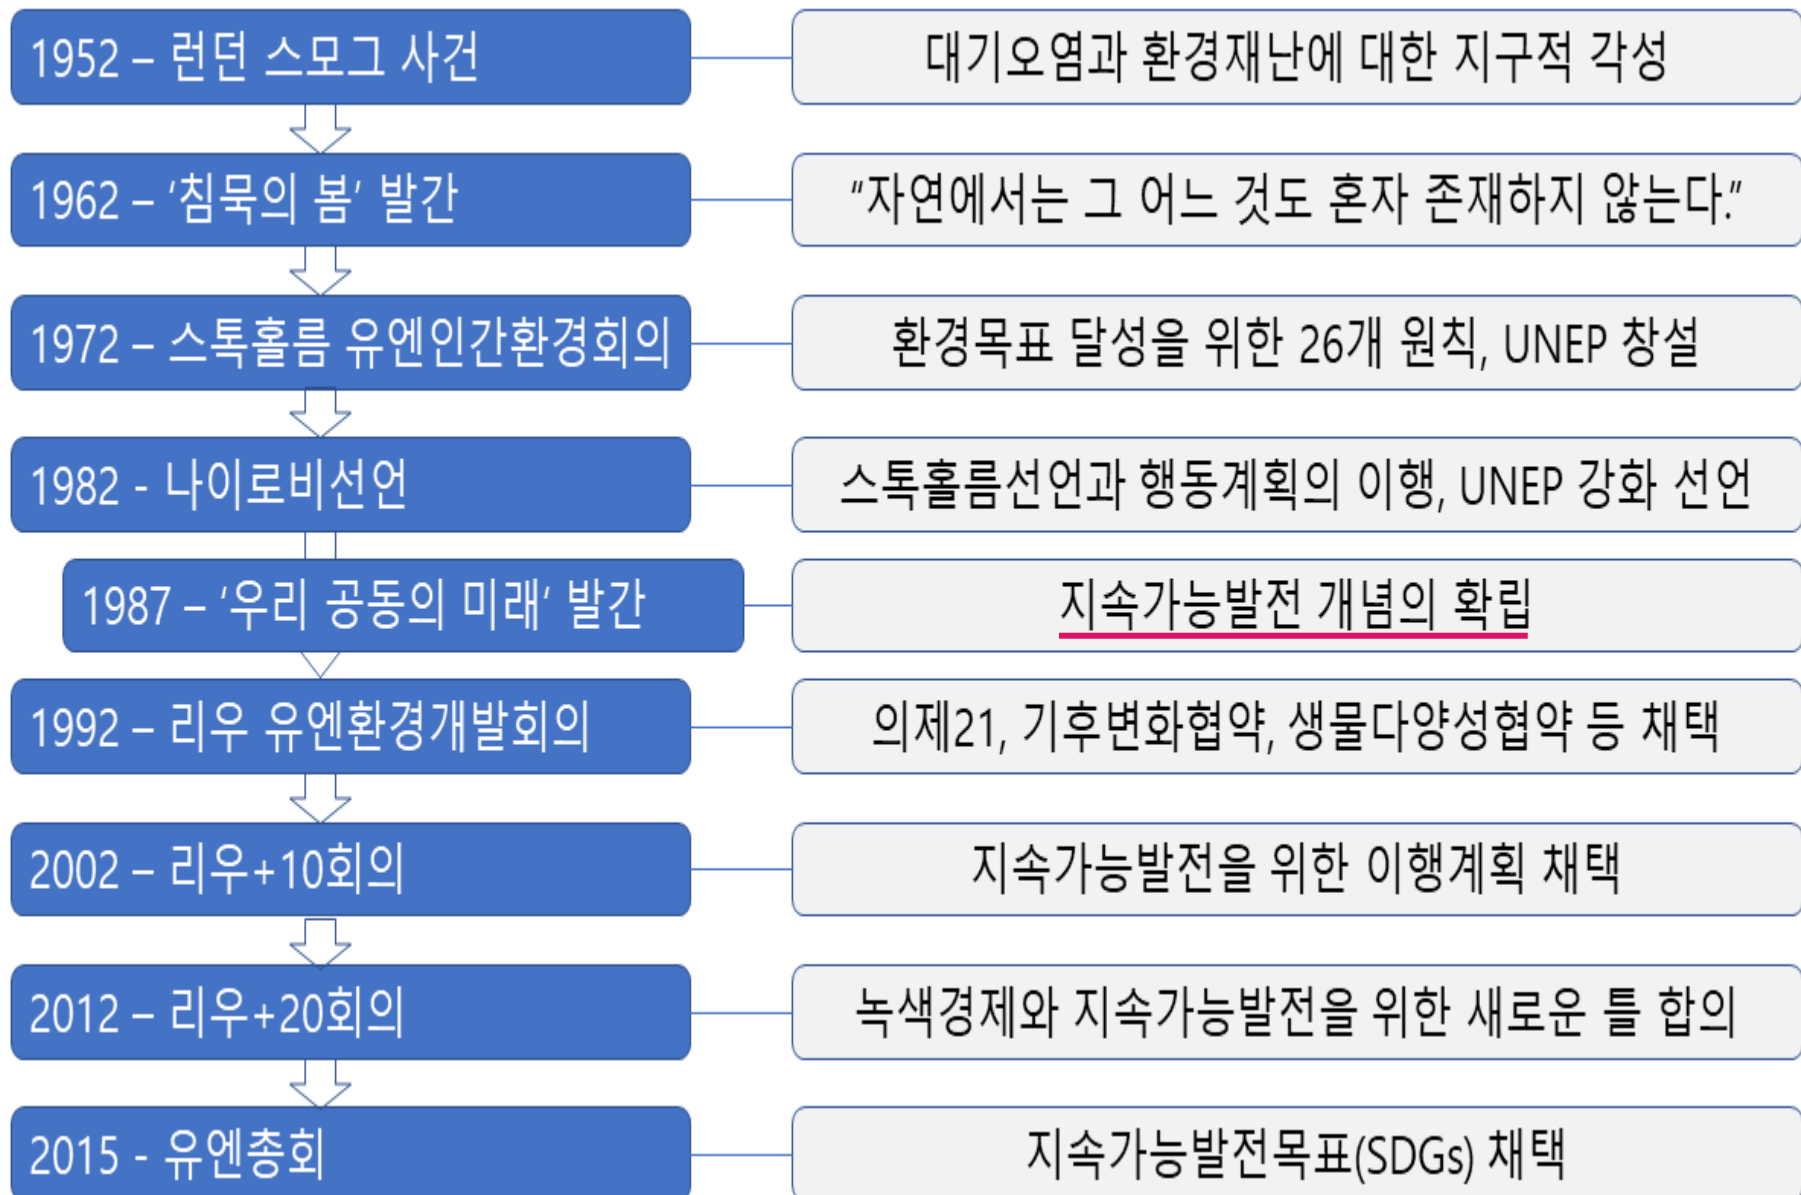 1952 – 런던 스모그 사건
대기오염과 환경재난에 대한 지구적 각성
1962 – ‘침묵의 봄’ 발간
“자연에서는 그 어느 것도 혼자 존재하지 않는다.”
1972 – 스톡홀름 유엔인간환경회의
환경목표 달성을 위한 26개 원칙, UNEP 창설
1982 - 나이로비선언
스톡홀름선언과 행동계획의 이행, UNEP 강화 선언
1987 – ‘우리 공동의 미래’ 발간
지속가능발전 개념의 확립
1992 – 리우 유엔환경개발회의
의제21, 기후변화협약, 생물다양성협약 등 채택
2002 – 리우+10회의
지속가능발전을 위한 이행계획 채택
2012 – 리우+20회의
녹색경제와 지속가능발전을 위한 새로운 틀 합의
2015 - 유엔총회
지속가능발전목표(SDGs) 채택